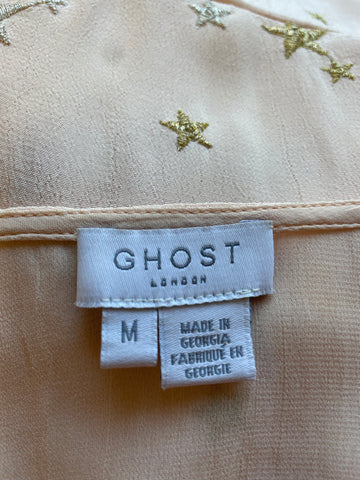 GHOST
LONDON
M
MADE IN
GEORGIA
FABRIQUE EN
GEORGIE